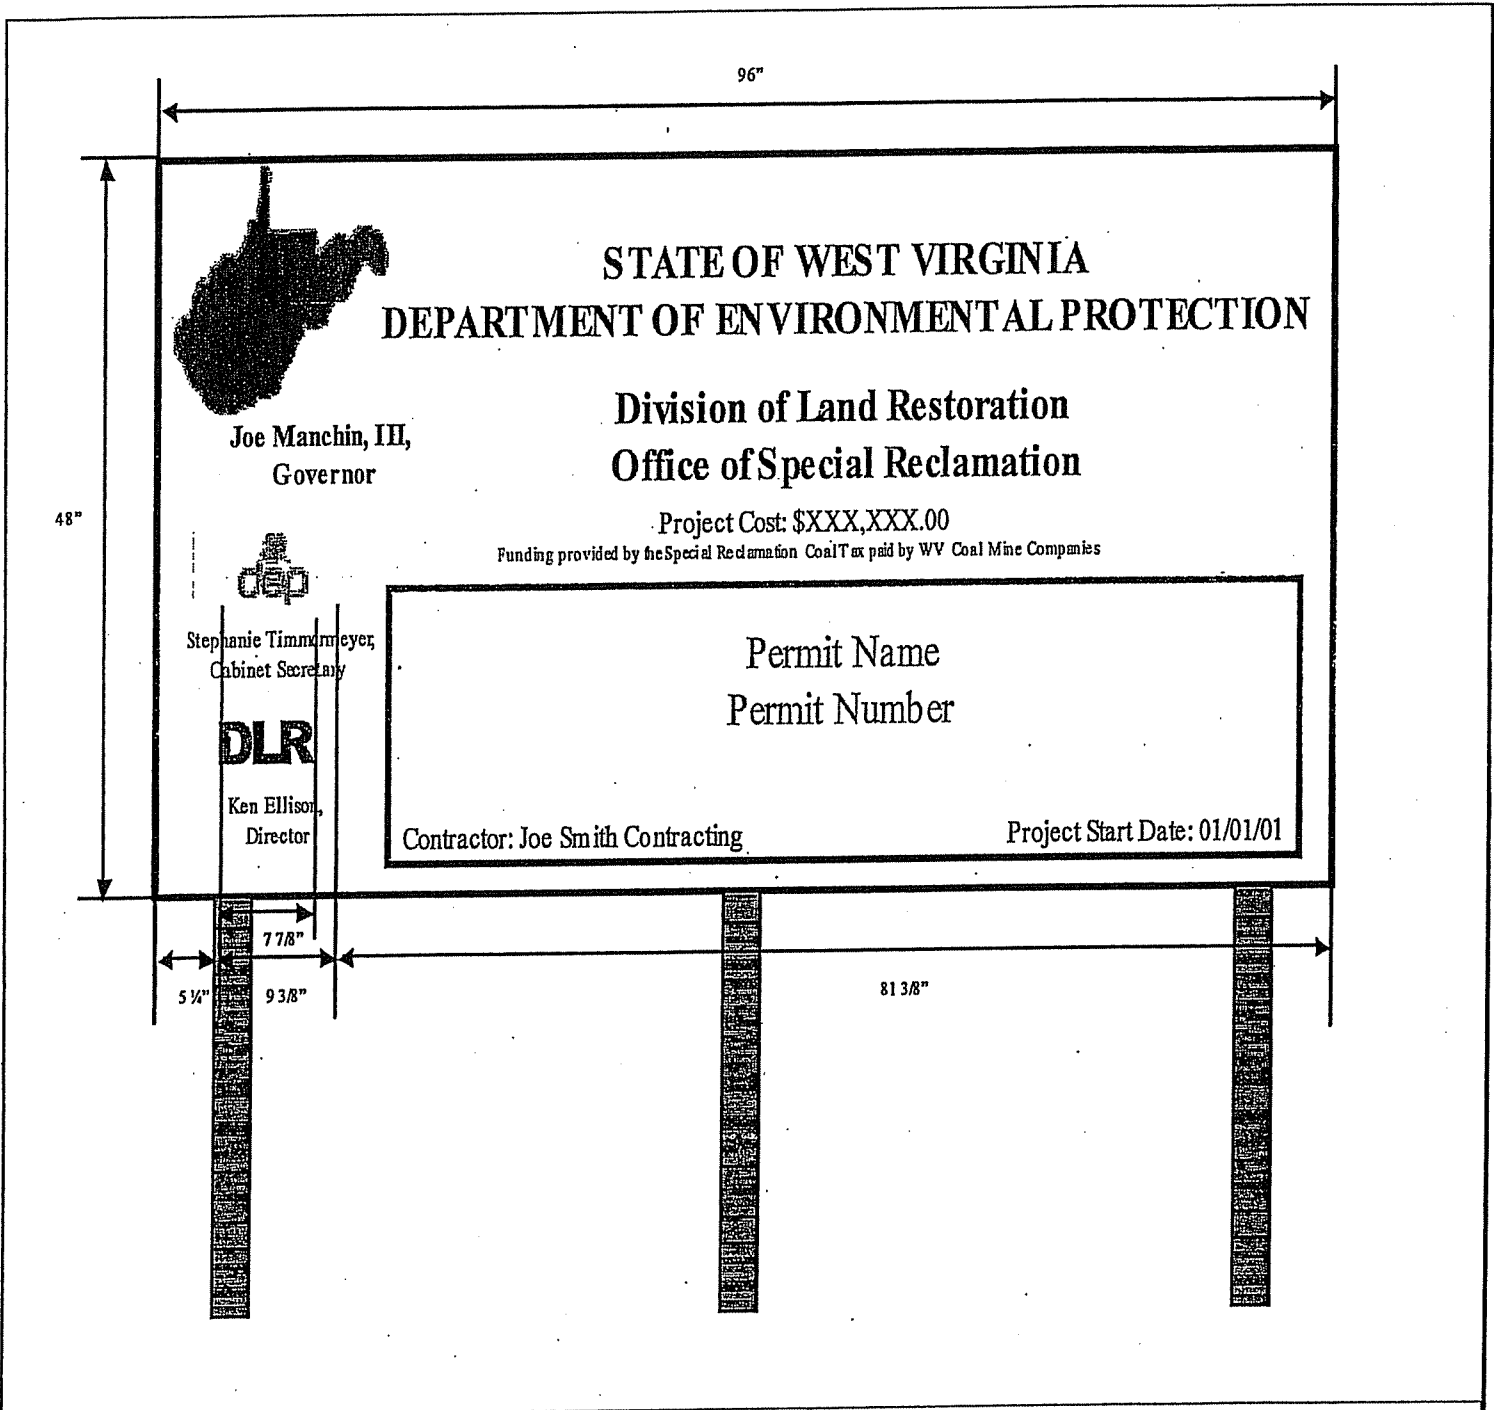 96"
STATE OF WEST VIRGINIA
DEPARTMENT OF ENVIRONMENTAL PROTECTION
Division of Land Restoration
Office of Special Reclamation
Joe Manchin, III,
Governor
48"
Project Cost: $XXX,XXX.00
Funding provided by the Special Reclamation Coal Tax paid by WV Coal Mine Companies
dep
Stephanie Timmermeyer,
Cabinet Secretary
Permit Name
Permit Number
DLR
Ken Ellison,
Director
Contractor: Joe Smith Contracting
Project Start Date: 01/01/01
7 7/8"
5 ¼"
9 3/8"
81 3/8"